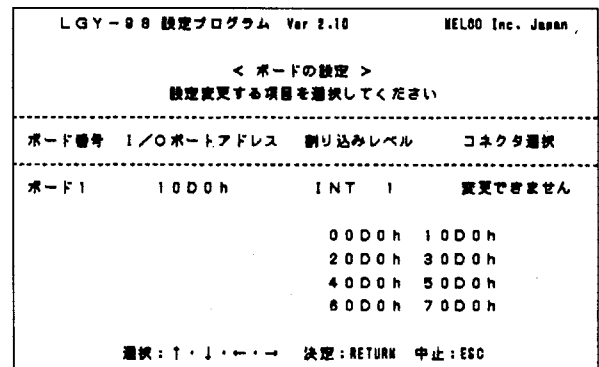 LGY-98 設定プログラム Ver 2.10 MELCO Inc. Japan
< ボードの設定 >
設定変更する項目を選択してください
ボード番号 I/Oポートアドレス 割り込みレベル コネクタ選択
ボード1 10D0h INT 1 変更できません
00D0h 10D0h
20D0h 30D0h
40D0h 50D0h
60D0h 70D0h
選択:↑・↓・←・→ 決定:RETURN 中止:ESC